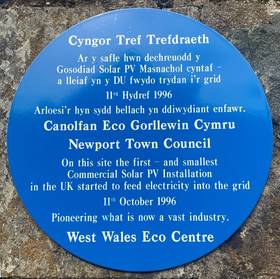 Cyngor Tref Trefdraeth
Ar y safle hwn dechreuodd y
Gosodiad Solar PV Masnachol cyntaf -
a lleiaf yn y DU fwydo trydan i'r grid
11eg Hydref 1996
Arloesi'r hyn sydd bellach yn ddiwydiant enfawr.
Canolfan Eco Gorllewin Cymru
Newport Town Council
On this site the first - and smallest
Commercial Solar PV Installation
in the UK started to feed electricity into the grid
11th October 1996
Pioneering what is now a vast industry.
West Wales Eco Centre